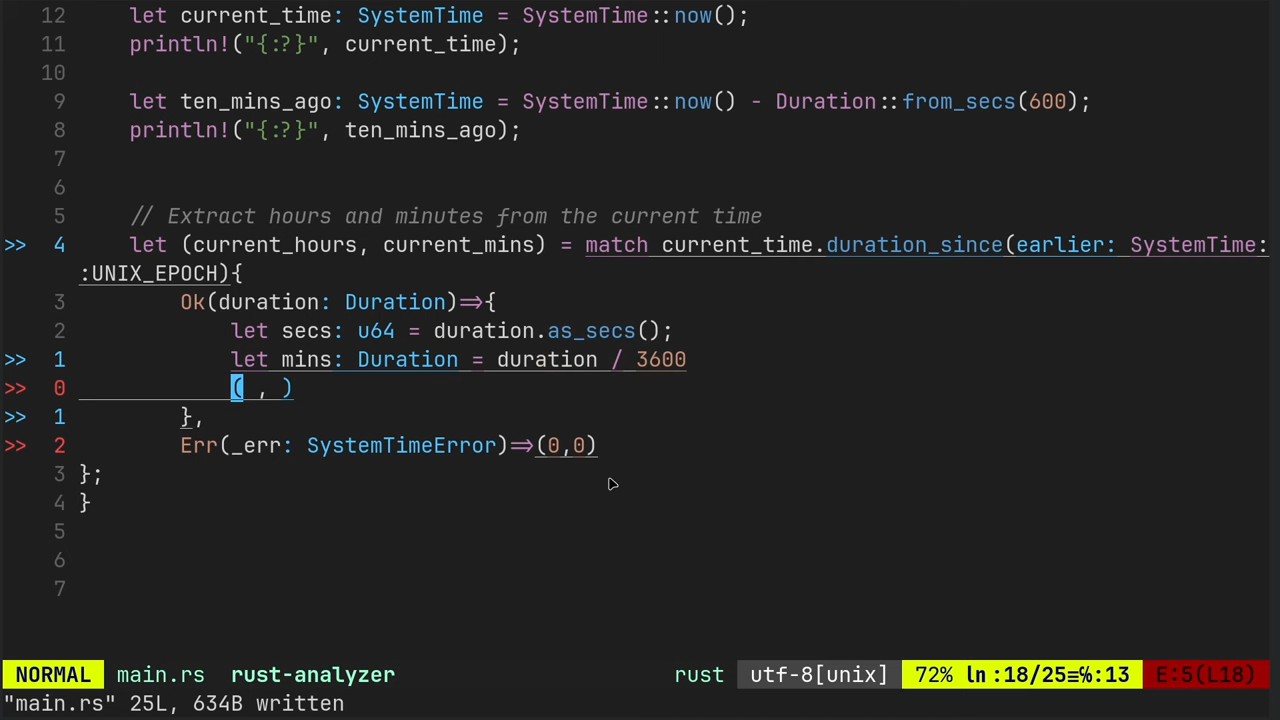 12 let current_time: SystemTime = SystemTime::now();
11 println!("{:?}", current_time);
10
9 let ten_mins_ago: SystemTime = SystemTime::now() - Duration::from_secs(600);
8 println!("{:?}", ten_mins_ago);
7
6
5 // Extract hours and minutes from the current time
>> 4 let (current_hours, current_mins) = match current_time.duration_since(earlier: SystemTime:
:UNIX_EPOCH){
3 Ok(duration: Duration)=>{
2 let secs: u64 = duration.as_secs();
>> 1 let mins: Duration = duration / 3600
>> 0 ( , )
>> 1 },
>> 2 Err(_err: SystemTimeError)=>(0,0)
3 };
4 }
5
6
7
NORMAL main.rs rust-analyzer rust utf-8[unix] 72% ln:18/25≡℅:13 E:5(L18)
"main.rs" 25L, 634B written